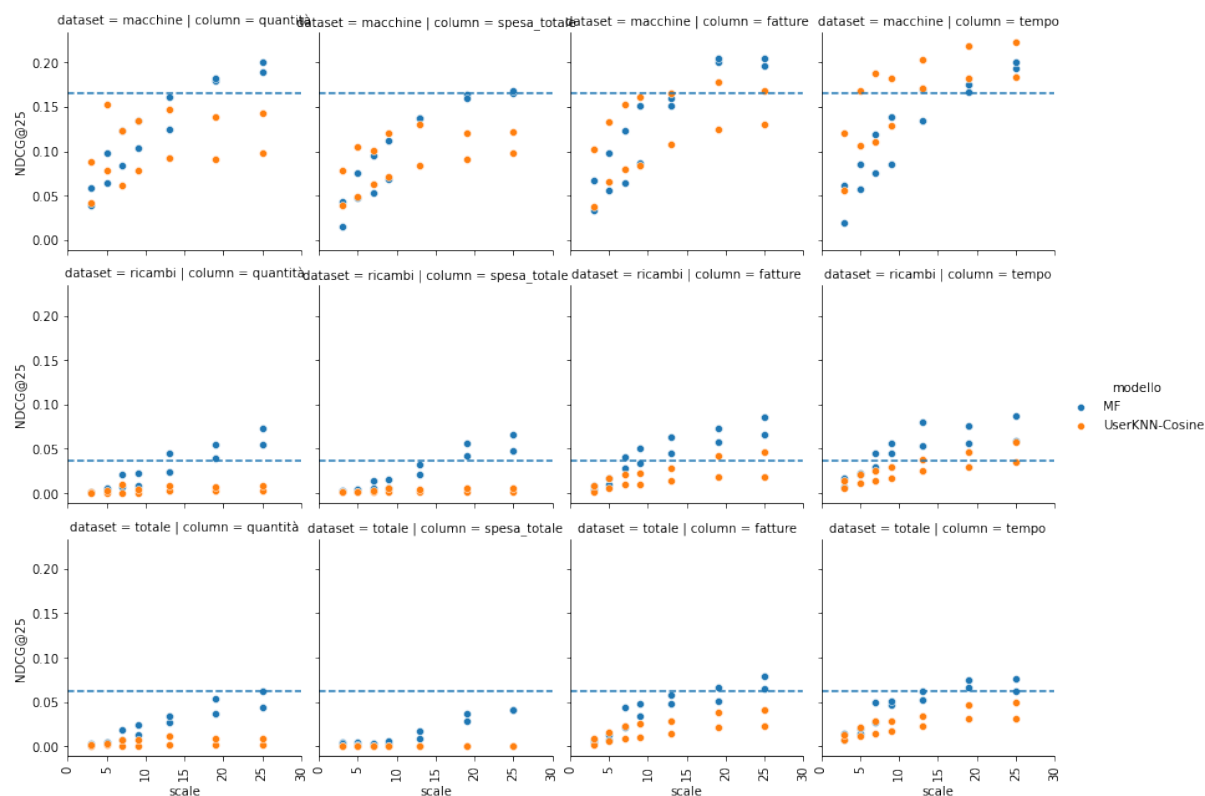 dataset = macchine | column = quantità
dataset = macchine | column = spesa_totale
dataset = macchine | column = fatture
dataset = macchine | column = tempo
0.20
0.15
0.10
0.05
0.00
NDCG@25
dataset = ricambi | column = quantità
dataset = ricambi | column = spesa_totale
dataset = ricambi | column = fatture
dataset = ricambi | column = tempo
0.20
0.15
0.10
0.05
0.00
NDCG@25
modello
MF
UserKNN-Cosine
dataset = totale | column = quantità
dataset = totale | column = spesa_totale
dataset = totale | column = fatture
dataset = totale | column = tempo
0.20
0.15
0.10
0.05
0.00
NDCG@25
0 5 10 15 20 25 30
0 5 10 15 20 25 30
0 5 10 15 20 25 30
0 5 10 15 20 25 30
scale
scale
scale
scale